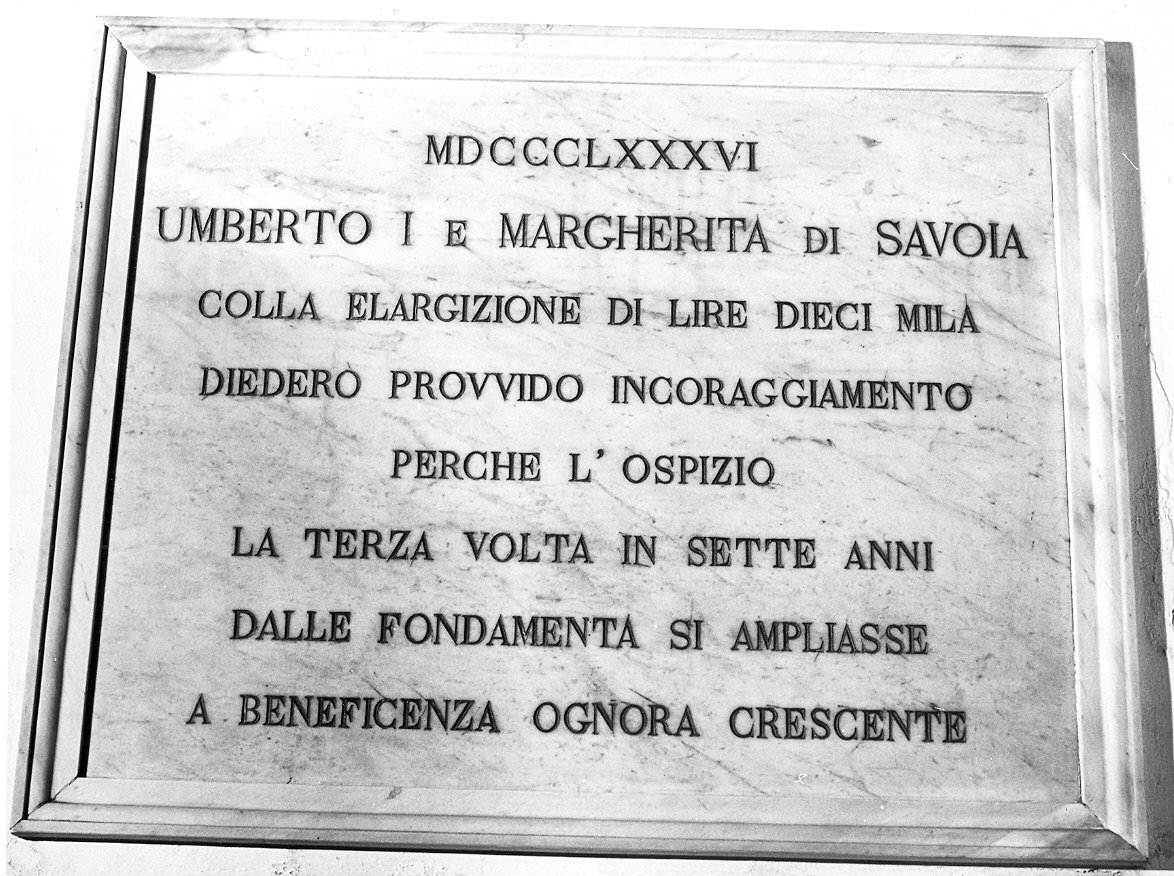 MDCCCLXXXVI
UMBERTO I E MARGHERITA DI SAVOIA
COLLA ELARGIZIONE DI LIRE DIECI MILA
DIEDERO PROVVIDO INCORAGGIAMENTO
PERCHE L' OSPIZIO
LA TERZA VOLTA IN SETTE ANNI
DALLE FONDAMENTA SI AMPLIASSE
A BENEFICENZA OGNORA CRESCENTE